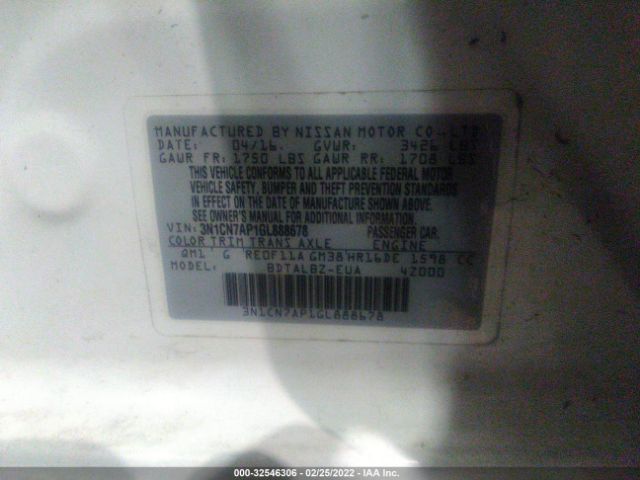 MANUFACTURED BY NISSAN MOTOR CO., LTD.
DATE: 04/16. GVWR: 3426 LBS
GAWR FR: 1750 LBS GAWR RR: 1708 LBS
THIS VEHICLE CONFORMS TO ALL APPLICABLE FEDERAL MOTOR
VEHICLE SAFETY, BUMPER AND THEFT PREVENTION STANDARDS
IN EFFECT ON THE DATE OF MANUFACTURE SHOWN ABOVE.
SEE OWNER'S MANUAL FOR ADDITIONAL INFORMATION
VIN: 3N1CN7AP1GL888678 PASSENGER CAR.
COLOR TRIM TRANS AXLE ENGINE
QM1 G RE0F11A GM38 HR16DE 1598 CC
MODEL: BDTALBZ-EUA 42000
3N1CN7AP1GL888678
000-32546306 - 02/25/2022 - IAA Inc.